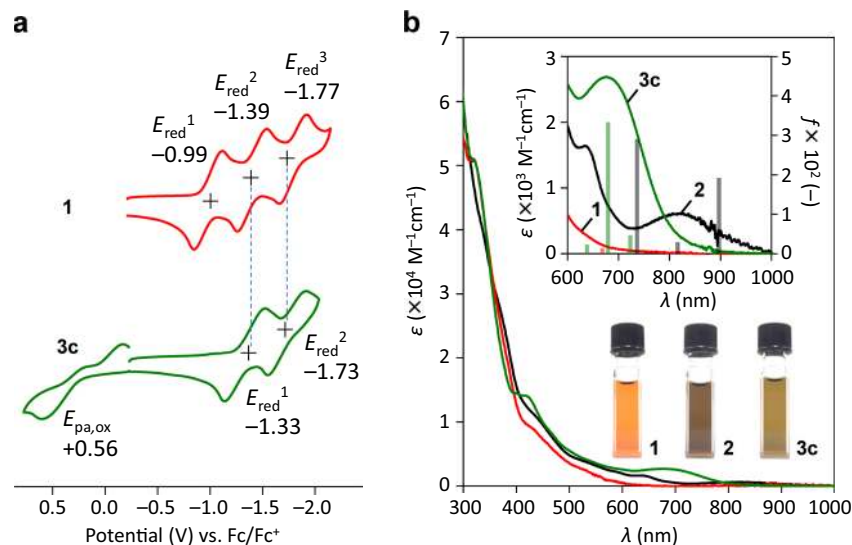 a
E_red^1
−0.99
E_red^2
−1.39
E_red^3
−1.77
1
3c
E_pa,ox
+0.56
E_red^1
−1.33
E_red^2
−1.73
0.5 0.0 −0.5 −1.0 −1.5 −2.0
Potential (V) vs. Fc/Fc⁺
b
7
6
5
4
3
2
1
0
ε (×10⁴ M⁻¹cm⁻¹)
300 400 500 600 700 800 900 1000
λ (nm)
3
2
1
0
ε (×10³ M⁻¹cm⁻¹)
5
4
3
2
1
0
f × 10² (−)
3c
2
1
600 700 800 900 1000
λ (nm)
1 2 3c